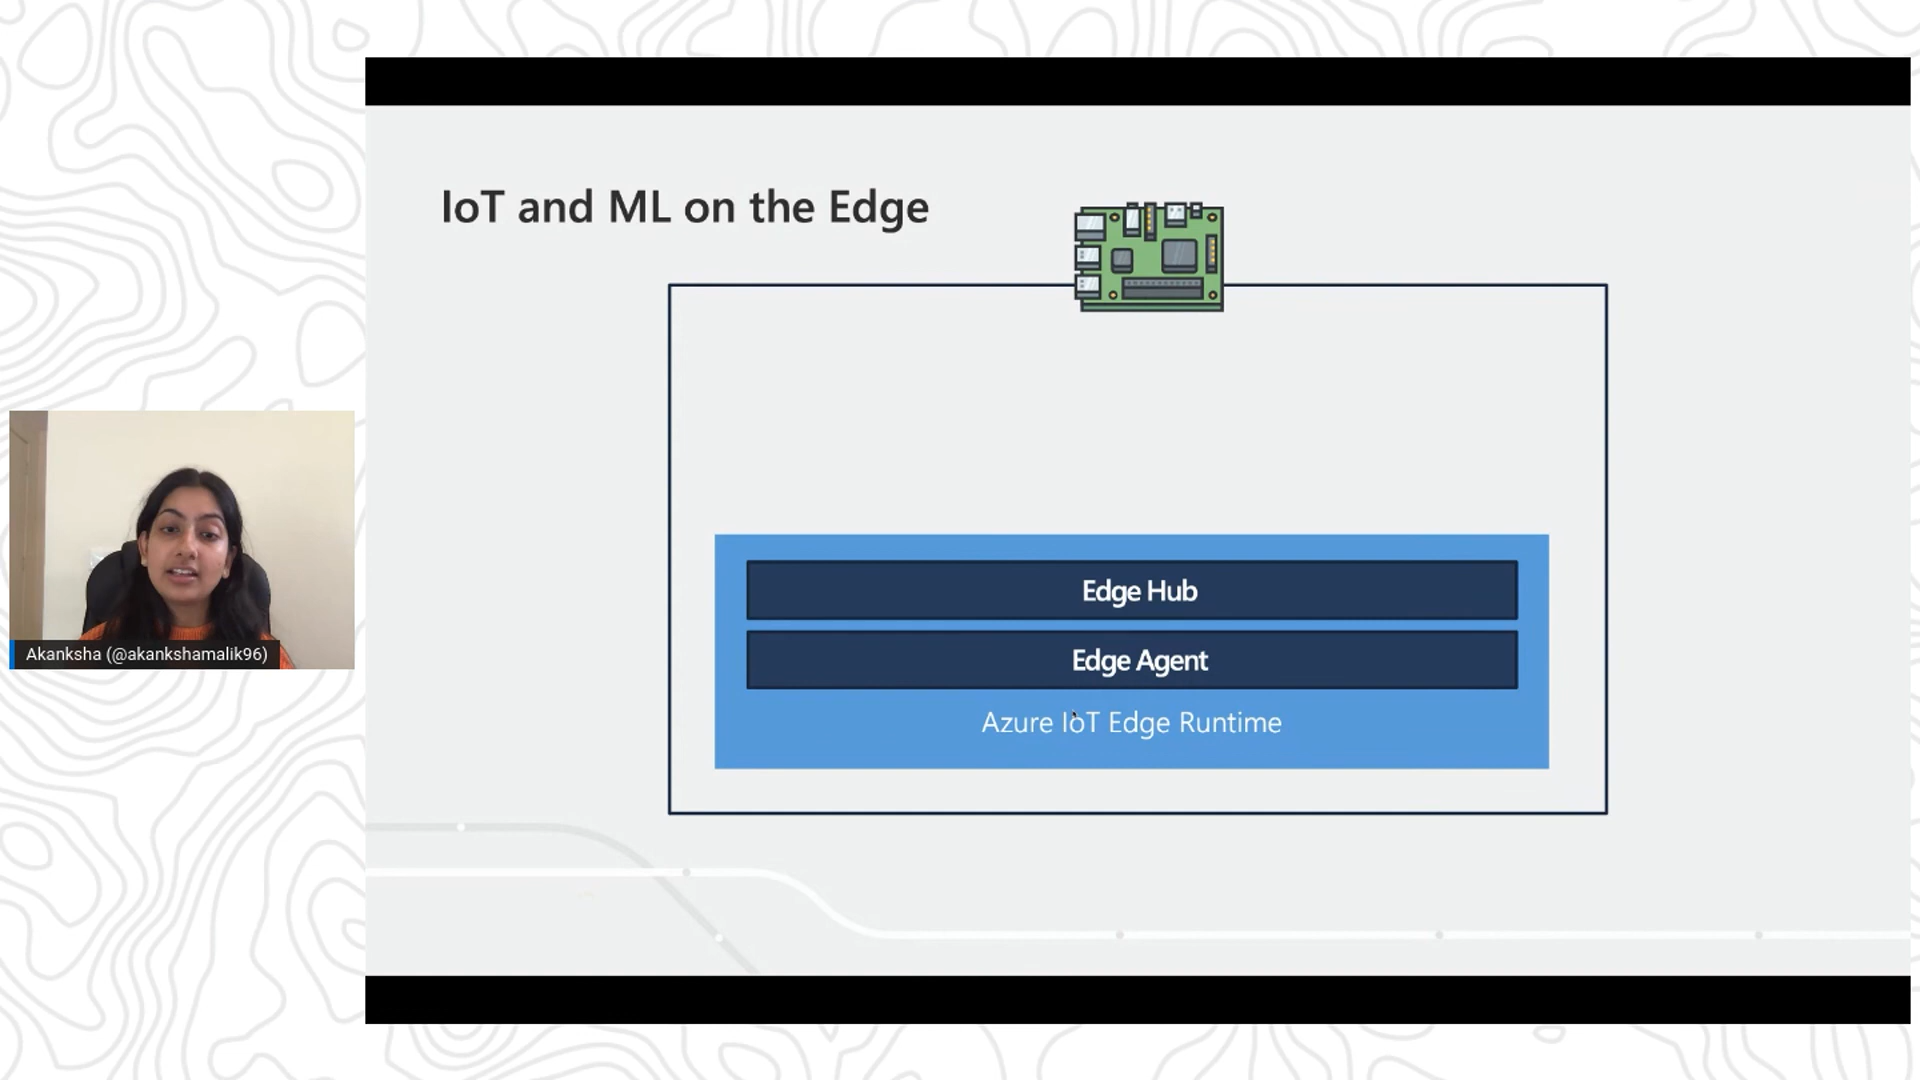 IoT and ML on the Edge
Edge Hub
Edge Agent
Azure IoT Edge Runtime
Akanksha (@akankshamalik96)